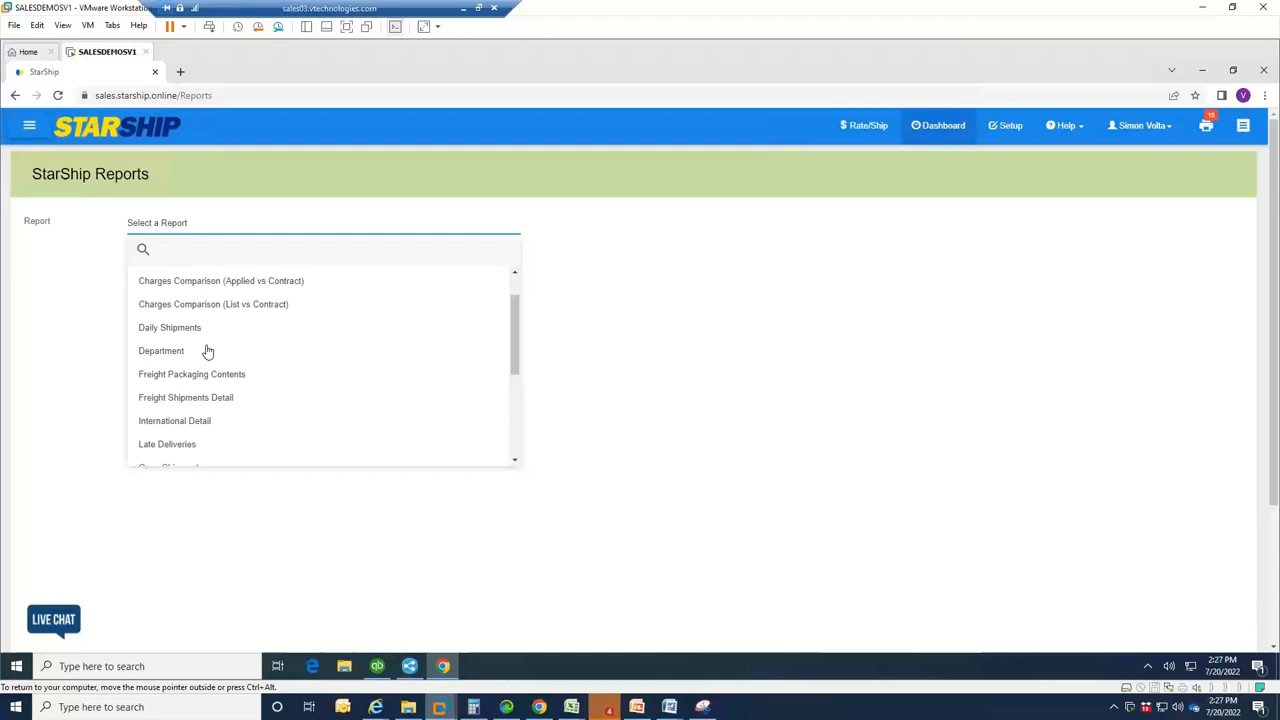 SALESDEMOSV1 - VMware Workstatio
sales03.vtechnologies.com
File Edit View VM Tabs Help
Home SALESDEMOSV1
StarShip
sales.starship.online/Reports
V
STARSHIP
$ Rate/Ship Dashboard Setup Help Simon Volta 15
StarShip Reports
Report Select a Report
Charges Comparison (Applied vs Contract)
Charges Comparison (List vs Contract)
Daily Shipments
Department
Freight Packaging Contents
Freight Shipments Detail
International Detail
Late Deliveries
LIVE CHAT
Type here to search
2:27 PM
7/20/2022
To return to your computer, move the mouse pointer outside or press Ctrl+Alt.
Type here to search
4
2:27 PM
7/20/2022